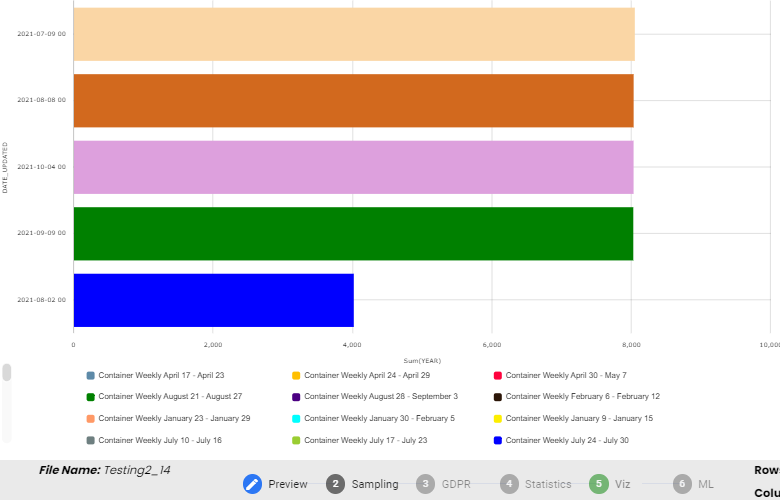 2021-07-09 00
2021-08-08 00
2021-10-04 00
2021-09-09 00
2021-08-02 00
DATE_UPDATED
0 2,000 4,000 6,000 8,000 10,000
Sum(YEAR)
Container Weekly April 17 - April 23 Container Weekly April 24 - April 29 Container Weekly April 30 - May 7
Container Weekly August 21 - August 27 Container Weekly August 28 - September 3 Container Weekly February 6 - February 12
Container Weekly January 23 - January 29 Container Weekly January 30 - February 5 Container Weekly January 9 - January 15
Container Weekly July 10 - July 16 Container Weekly July 17 - July 23 Container Weekly July 24 - July 30
File Name: Testing2_14
Preview 2 Sampling 3 GDPR 4 Statistics 5 Viz 6 ML